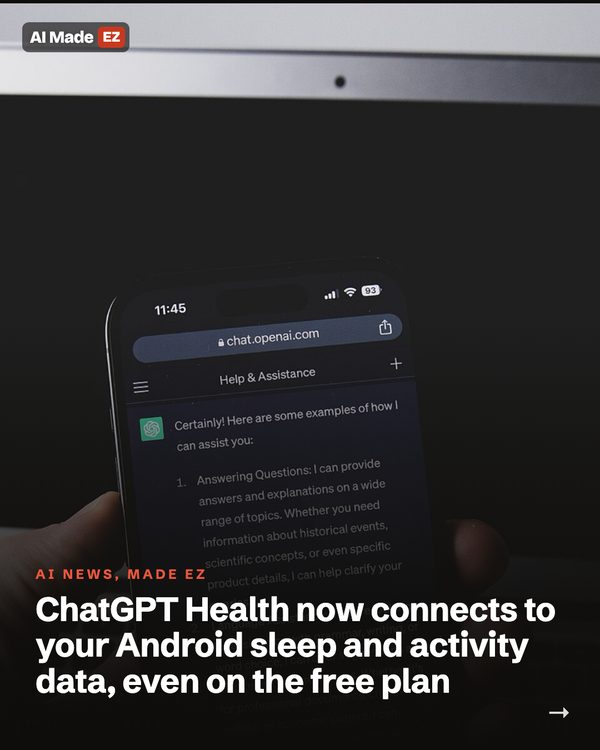 AI Made EZ
11:45
93
chat.openai.com
Help & Assistance
Certainly! Here are some examples of how I
can assist you:
1. Answering Questions: I can provide
answers and explanations on a wide
range of topics. Whether you need
information about historical events,
scientific concepts, or even specific
product details, I can help clarify your
AI NEWS, MADE EZ
ChatGPT Health now connects to
your Android sleep and activity
data, even on the free plan